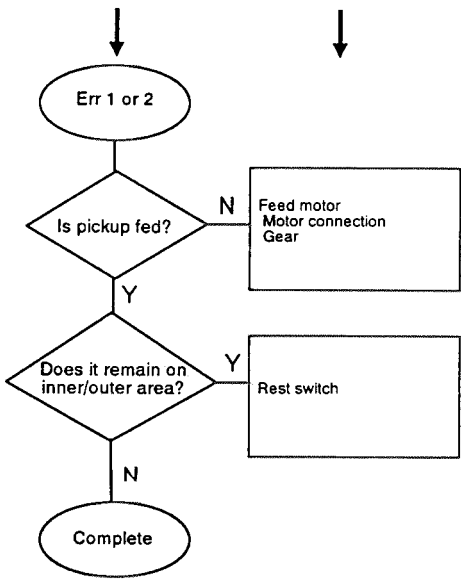 Err 1 or 2
Is pickup fed?
N
Feed motor
Motor connection
Gear
Y
Does it remain on
inner/outer area?
Y
Rest switch
N
Complete